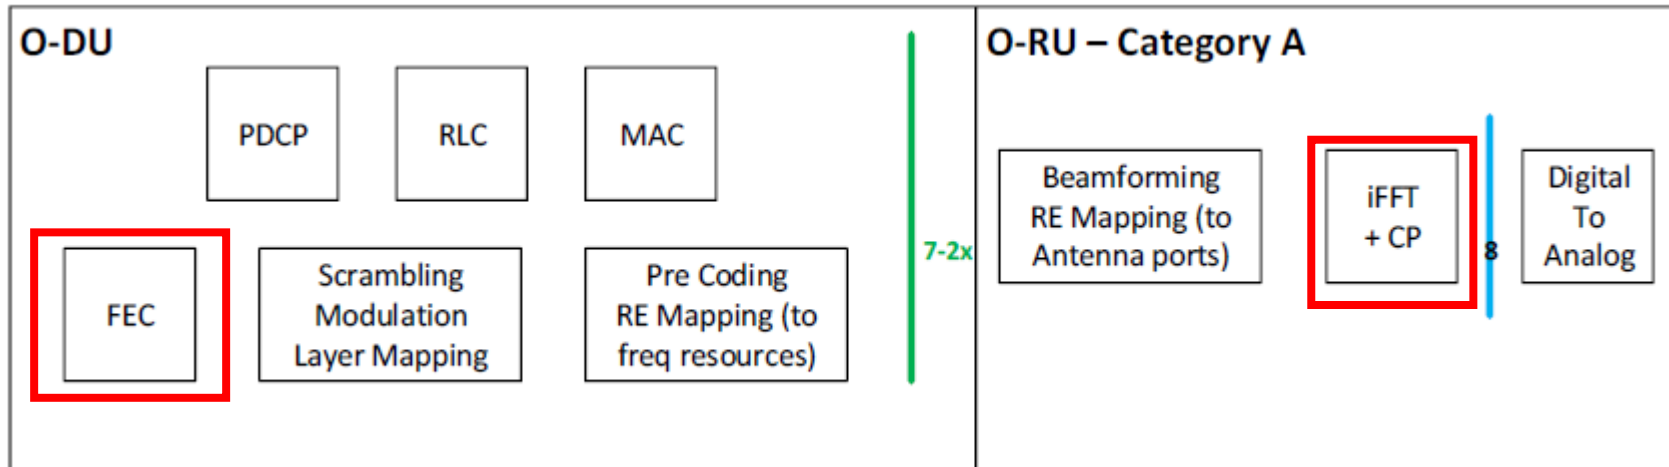 O-DU
PDCP
RLC
MAC
FEC
Scrambling
Modulation
Layer Mapping
Pre Coding
RE Mapping (to
freq resources)
7-2x
O-RU – Category A
Beamforming
RE Mapping (to
Antenna ports)
iFFT
+ CP
8
Digital
To
Analog